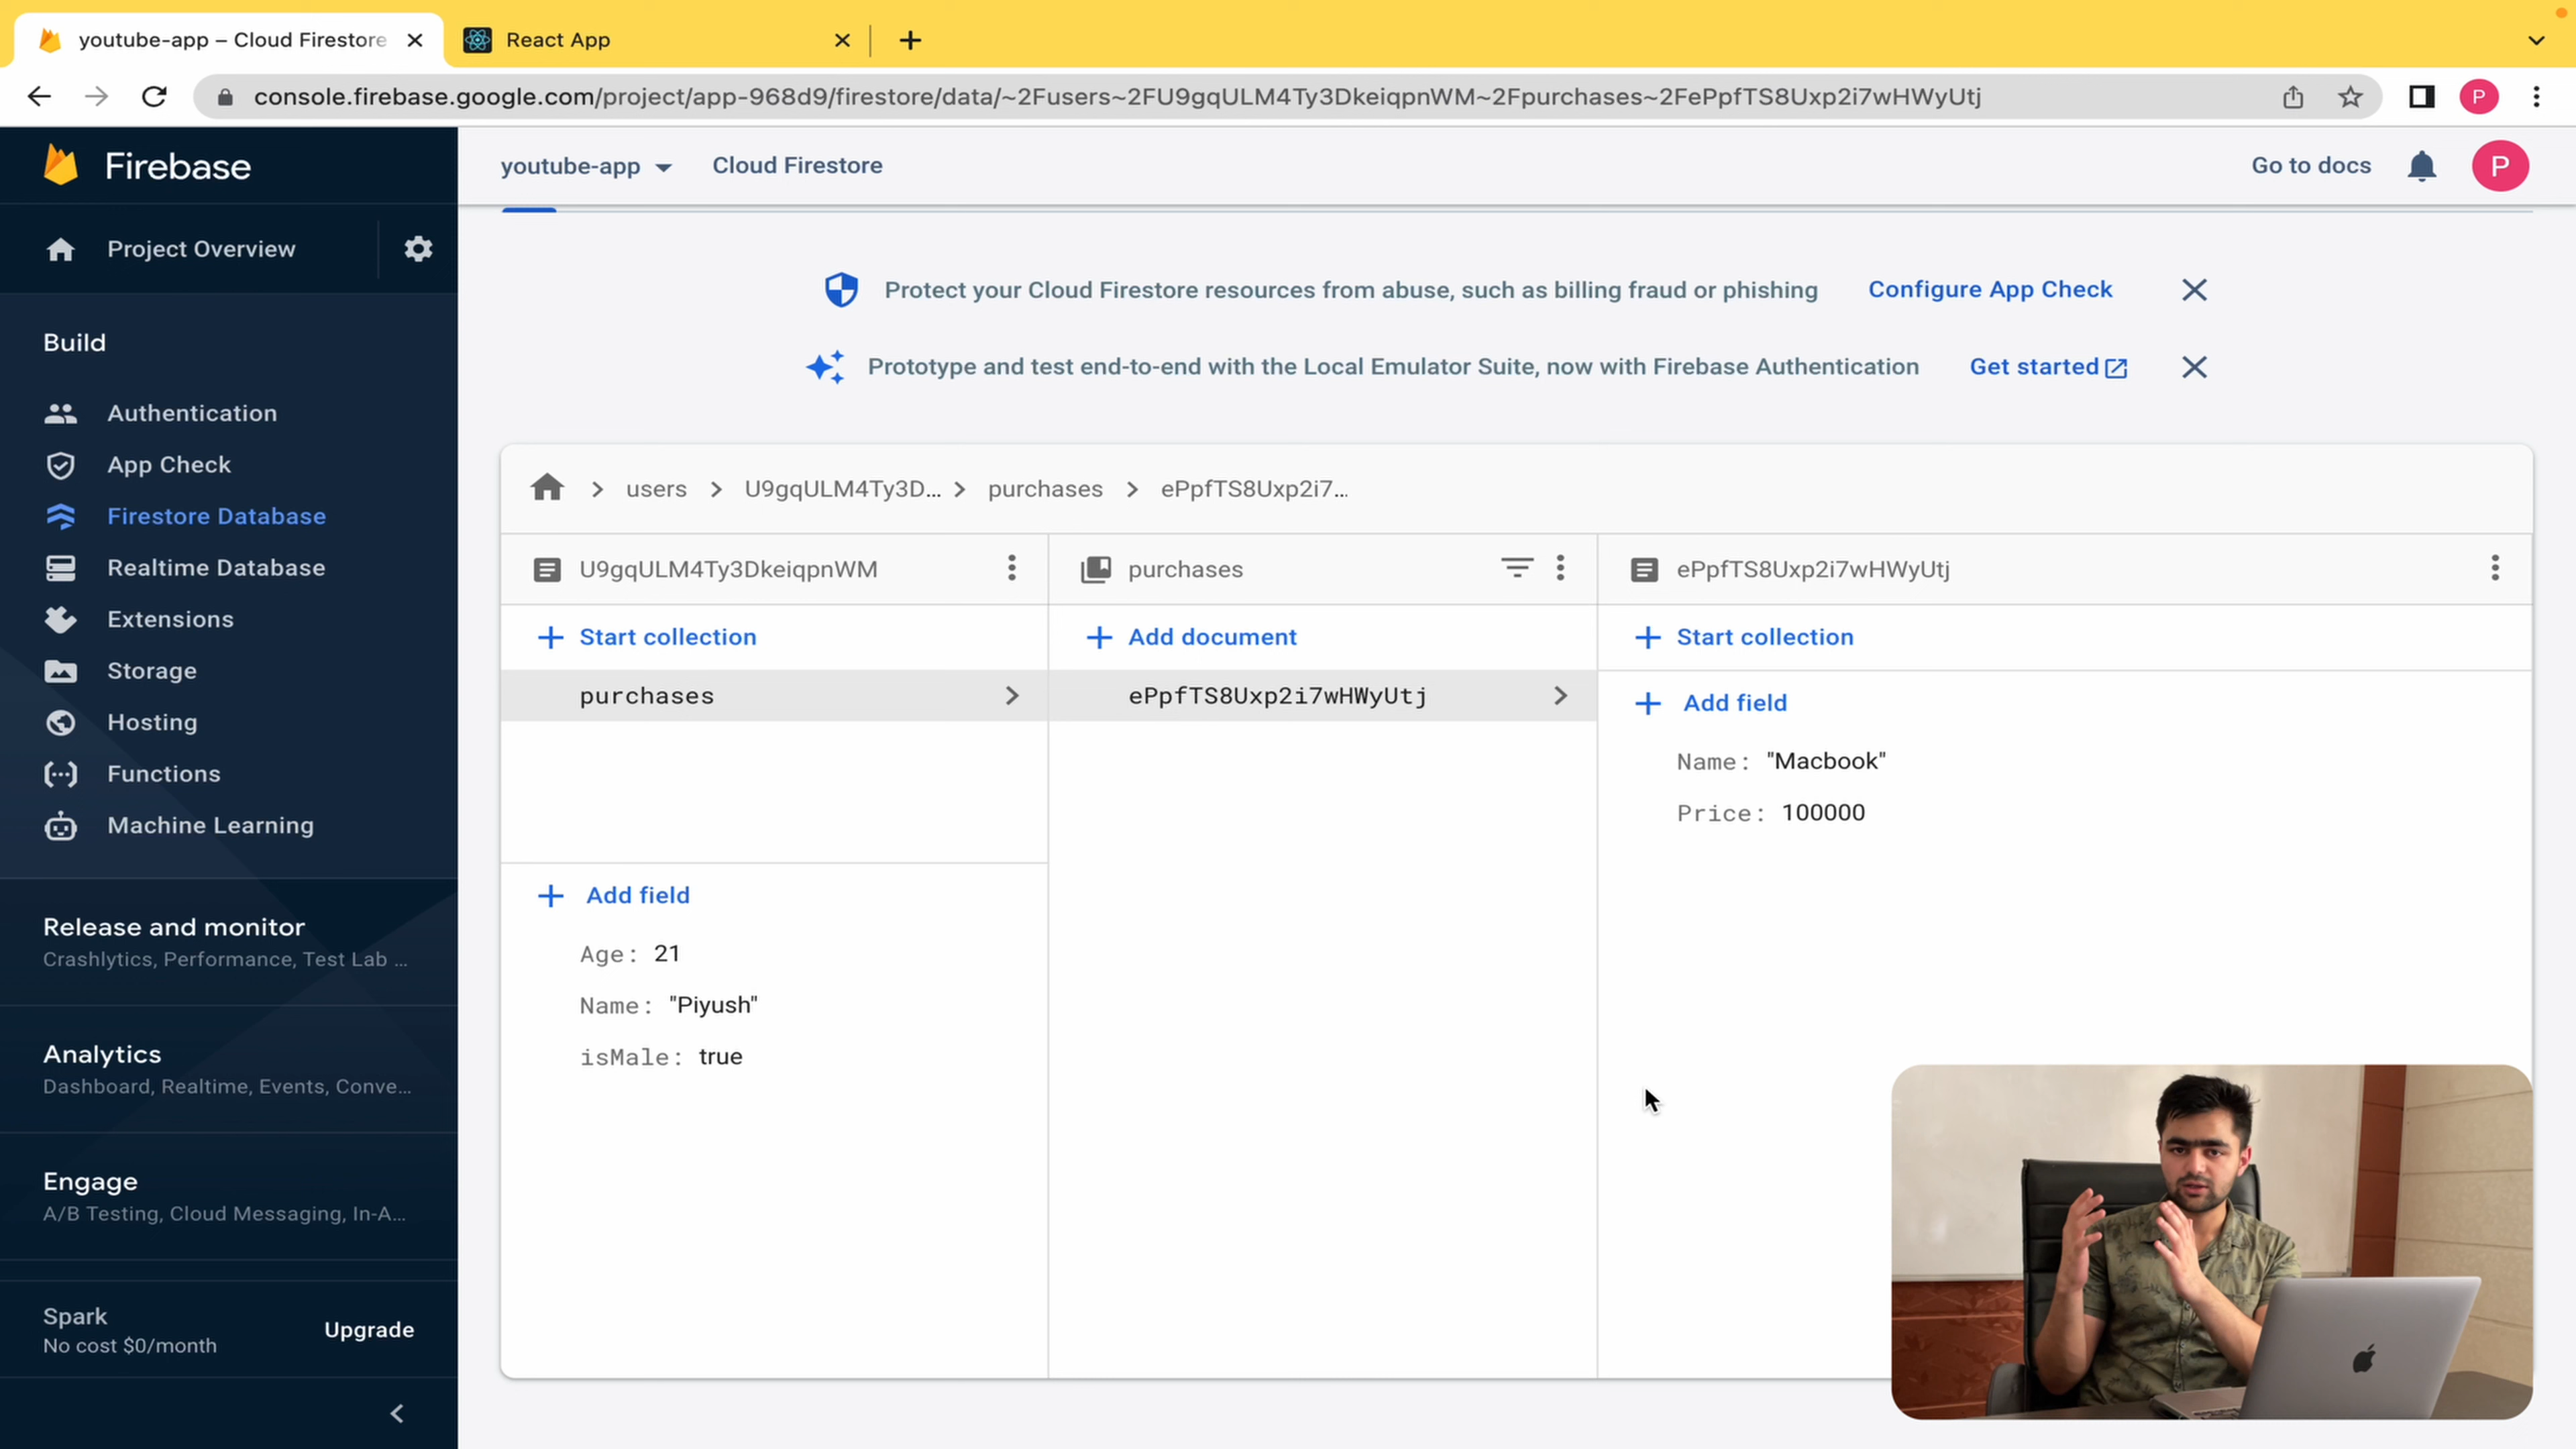 youtube-app – Cloud Firestore
React App
console.firebase.google.com/project/app-968d9/firestore/data/~2Fusers~2FU9gqULM4Ty3DkeiqpnWM~2Fpurchases~2FePpfTS8Uxp2i7wHWyUtj
P
Firebase
youtube-app
Cloud Firestore
Go to docs
P
Project Overview
Build
Authentication
App Check
Firestore Database
Realtime Database
Extensions
Storage
Hosting
Functions
Machine Learning
Release and monitor
Crashlytics, Performance, Test Lab ...
Analytics
Dashboard, Realtime, Events, Conve...
Engage
A/B Testing, Cloud Messaging, In-A...
Spark
No cost $0/month
Upgrade
Protect your Cloud Firestore resources from abuse, such as billing fraud or phishing
Configure App Check
Prototype and test end-to-end with the Local Emulator Suite, now with Firebase Authentication
Get started
users
U9gqULM4Ty3D...
purchases
ePpfTS8Uxp2i7...
U9gqULM4Ty3DkeiqpnWM
Start collection
purchases
Add field
Age: 21
Name: "Piyush"
isMale: true
purchases
Add document
ePpfTS8Uxp2i7wHWyUtj
ePpfTS8Uxp2i7wHWyUtj
Start collection
Add field
Name: "Macbook"
Price: 100000